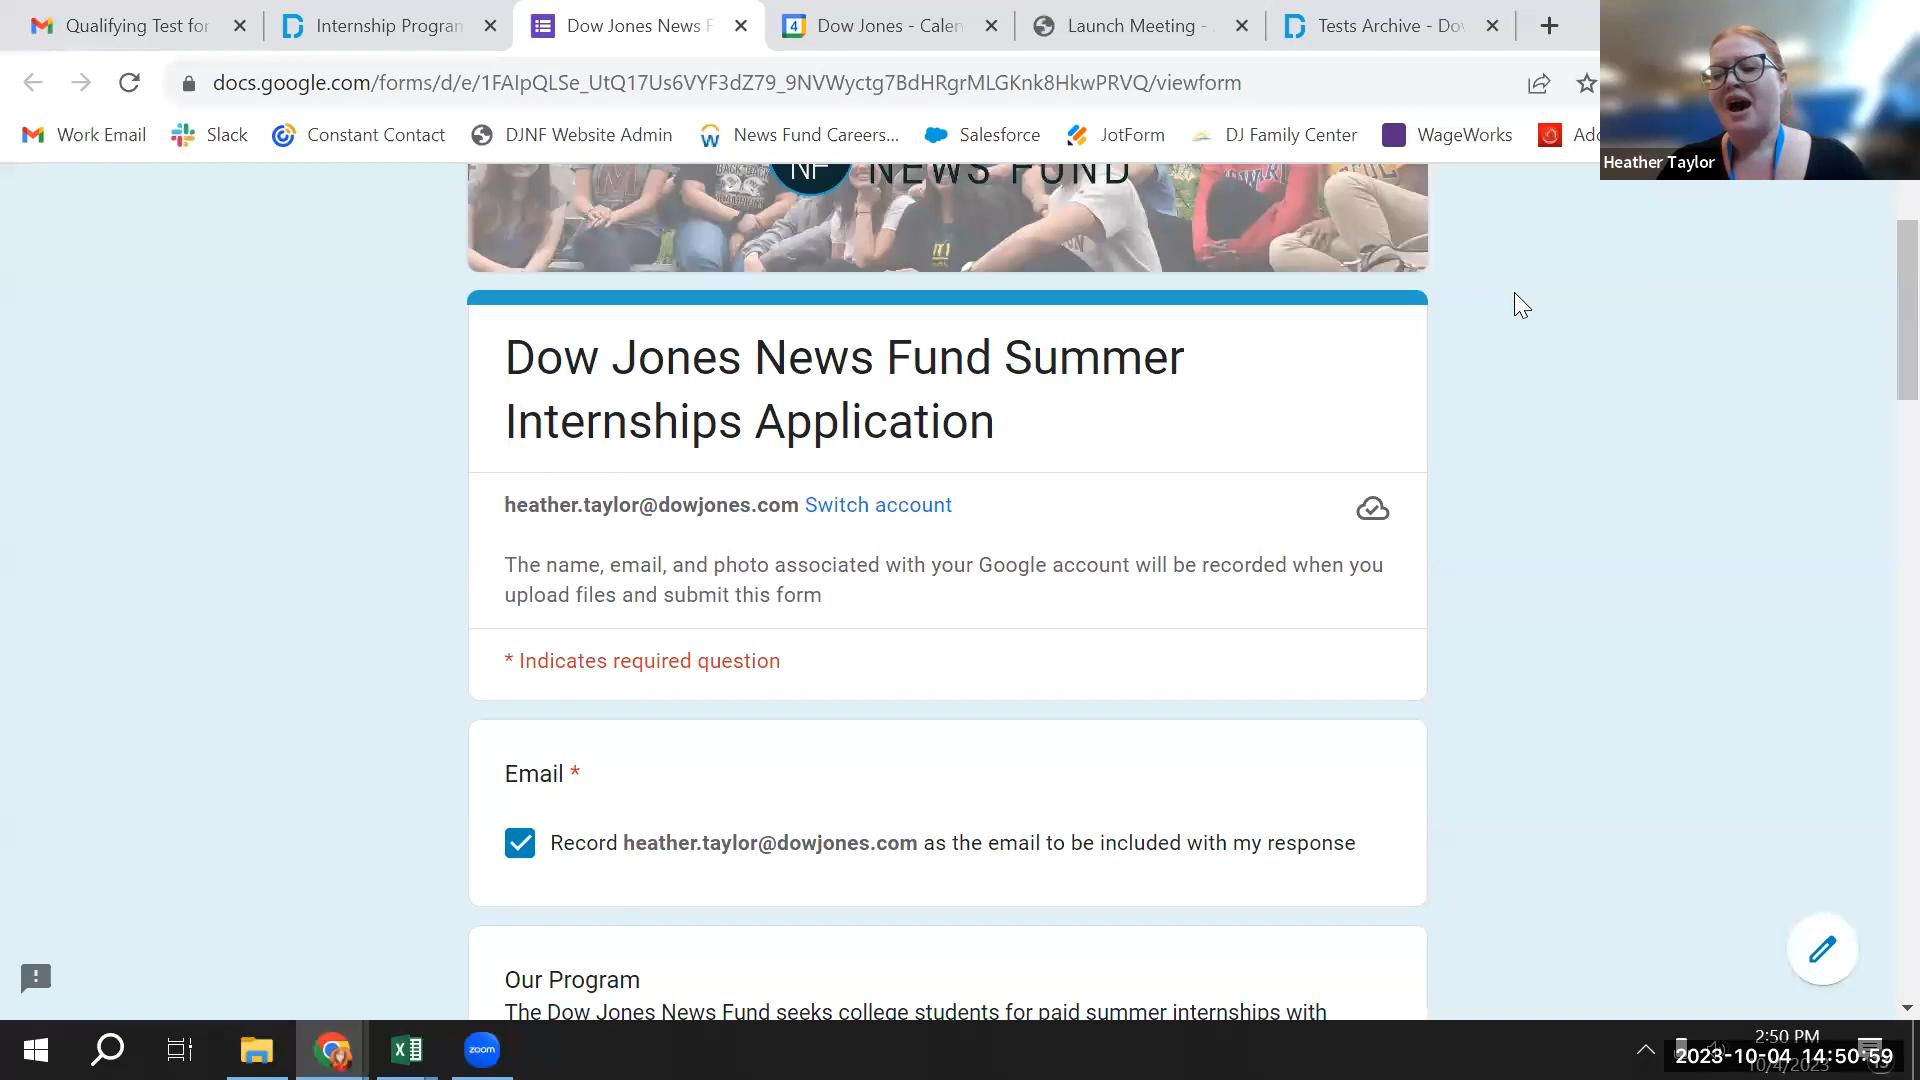 Qualifying Test for
Internship Program
Dow Jones News F
Dow Jones - Calen
Launch Meeting -
Tests Archive - Dov
docs.google.com/forms/d/e/1FAIpQLSe_UtQ17Us6VYF3dZ79_9NVWyctg7BdHRgrMLGKnk8HkwPRVQ/viewform
Work Email
Slack
Constant Contact
DJNF Website Admin
News Fund Careers...
Salesforce
JotForm
DJ Family Center
WageWorks
Heather Taylor
NF NEWS FUND
Dow Jones News Fund Summer
Internships Application
heather.taylor@dowjones.com Switch account
The name, email, and photo associated with your Google account will be recorded when you
upload files and submit this form
* Indicates required question
Email *
Record heather.taylor@dowjones.com as the email to be included with my response
Our Program
The Dow Jones News Fund seeks college students for paid summer internships with
zoom
2:50 PM
2023-10-04 14:50:59
10/4/2023